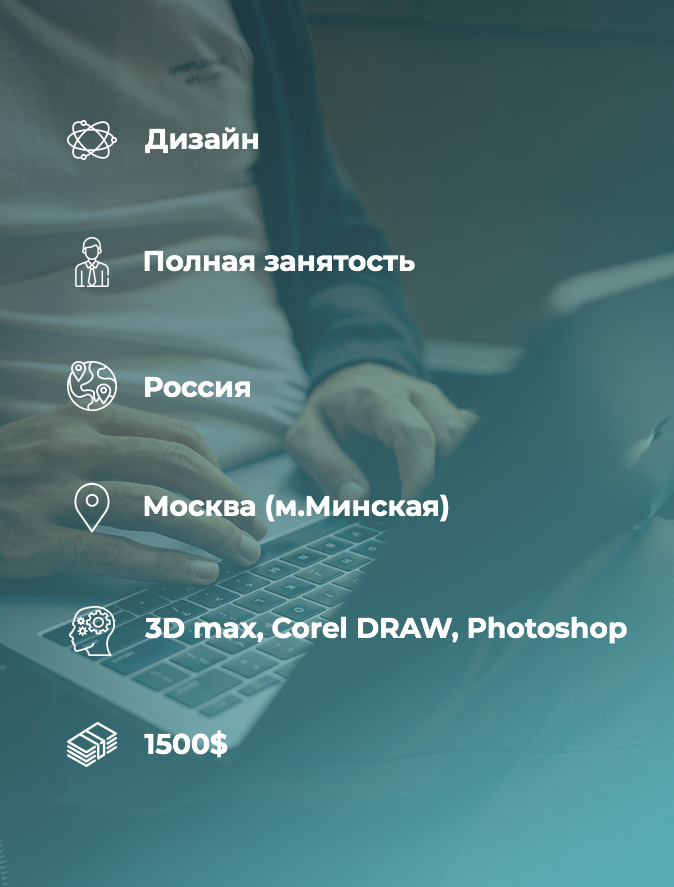 Дизайн
Полная занятость
Россия
Москва (м.Минская)
3D max, Corel DRAW, Photoshop
1500$